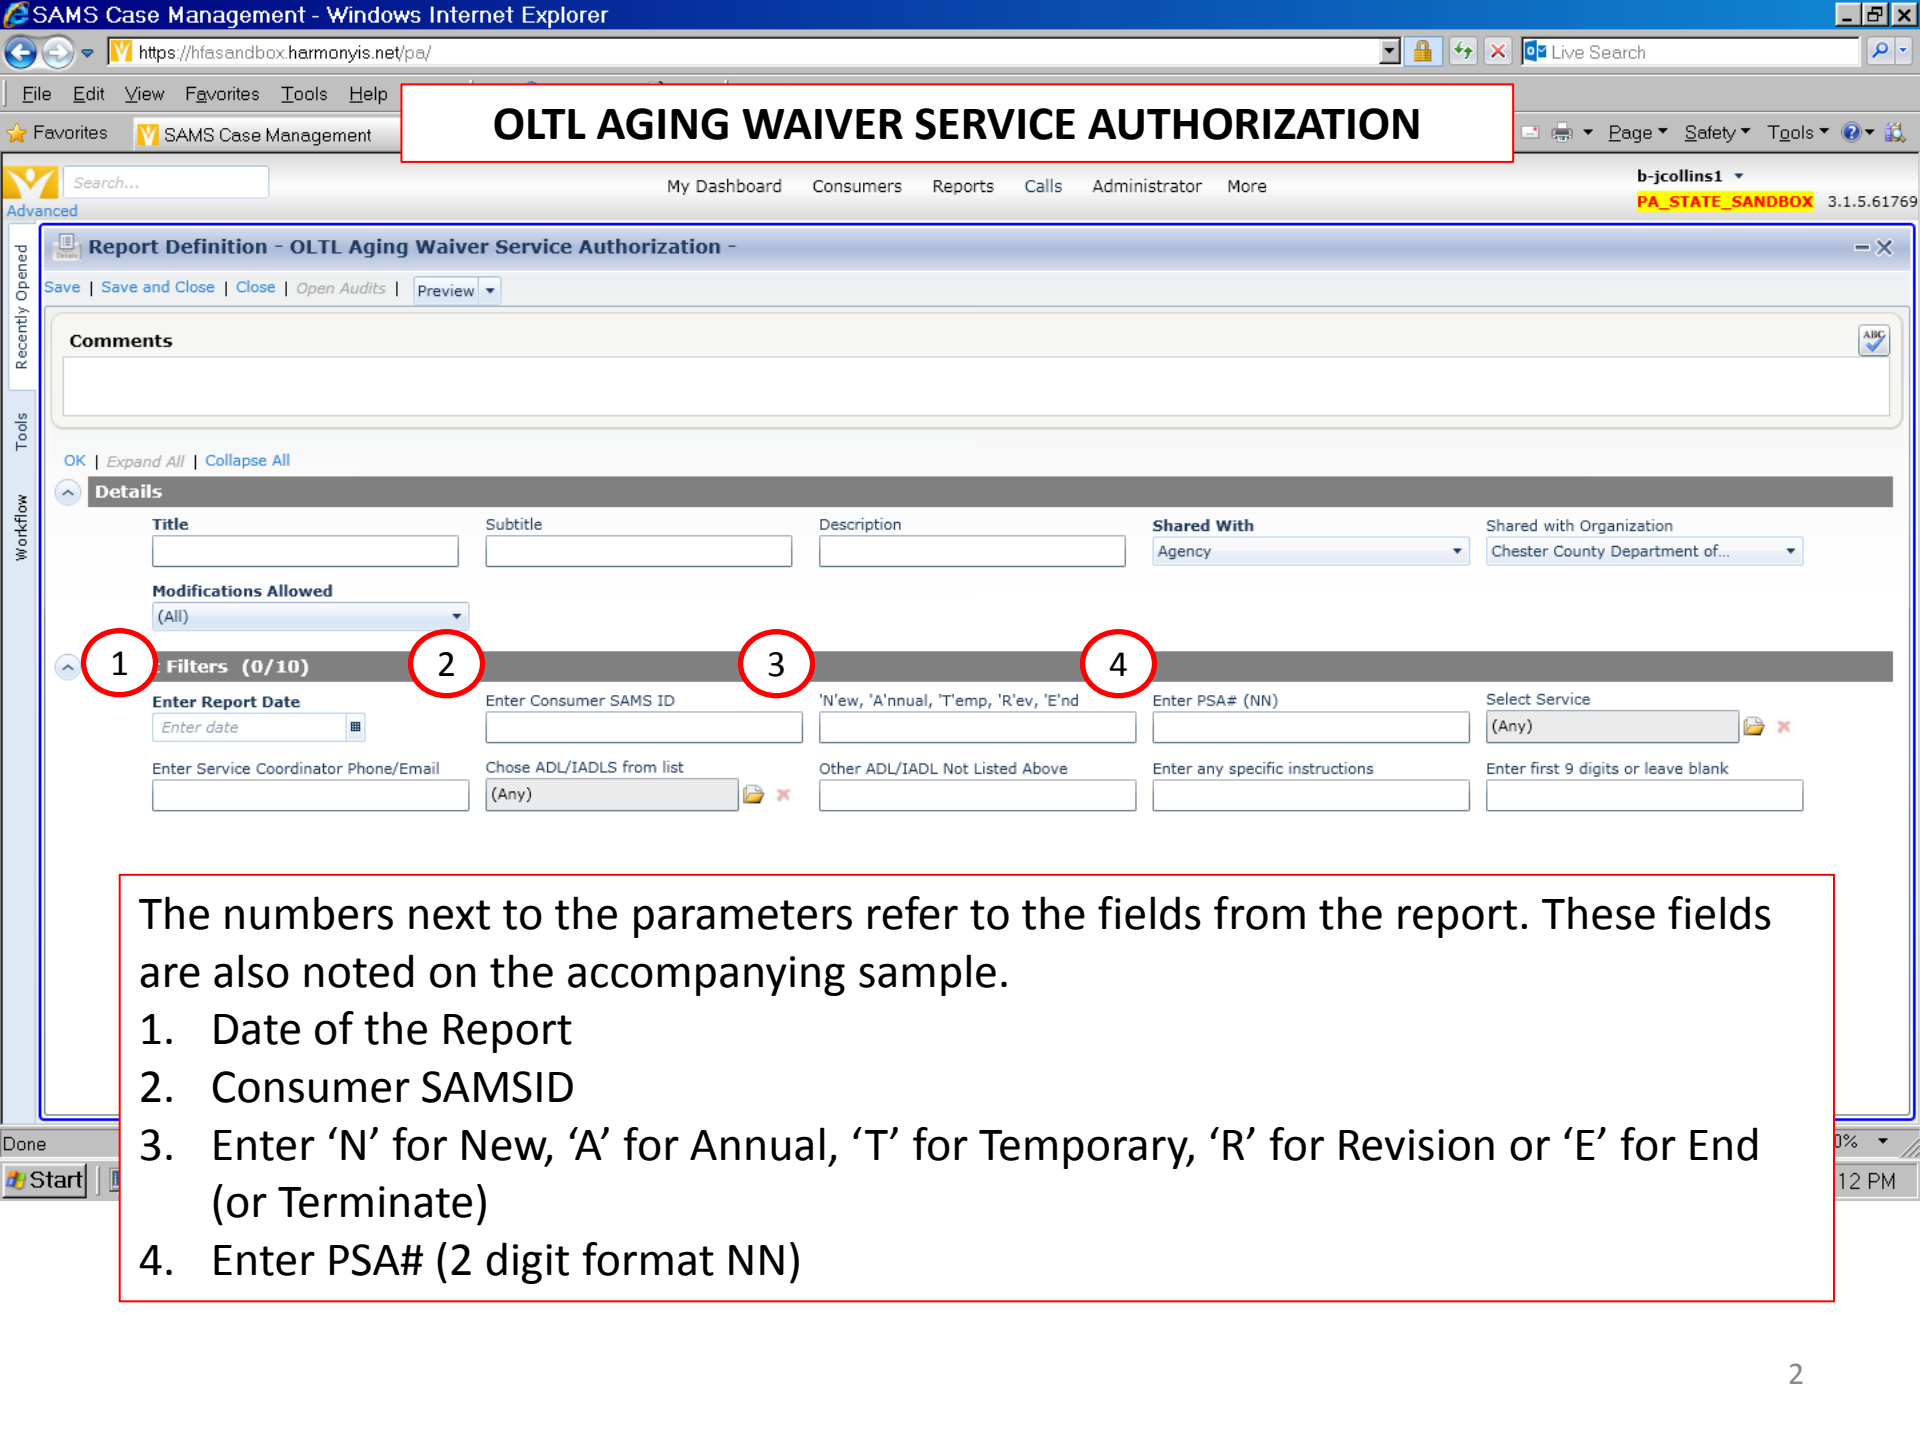 SAMS Case Management - Windows Internet Explorer
https://hfasandbox.harmonyis.net/pa/
Live Search
File Edit View Favorites Tools Help
OLTL AGING WAIVER SERVICE AUTHORIZATION
Favorites SAMS Case Management
Page Safety Tools
Search...
Advanced
My Dashboard Consumers Reports Calls Administrator More
b-jcollins1
PA_STATE_SANDBOX 3.1.5.61769
Recently Opened
Tools
Workflow
Report Definition - OLTL Aging Waiver Service Authorization -
Save | Save and Close | Close | Open Audits | Preview
Comments
ABC
OK | Expand All | Collapse All
Details
Title Subtitle Description Shared With Shared with Organization
Agency Chester County Department of...
Modifications Allowed
(All)
1 2 3 4
Filters (0/10)
Enter Report Date Enter Consumer SAMS ID 'N'ew, 'A'nnual, 'T'emp, 'R'ev, 'E'nd Enter PSA# (NN) Select Service
Enter date (Any)
Enter Service Coordinator Phone/Email Chose ADL/IADLS from list Other ADL/IADL Not Listed Above Enter any specific instructions Enter first 9 digits or leave blank
(Any)
The numbers next to the parameters refer to the fields from the report. These fields
are also noted on the accompanying sample.
1. Date of the Report
2. Consumer SAMSID
3. Enter ‘N’ for New, ‘A’ for Annual, ‘T’ for Temporary, ‘R’ for Revision or ‘E’ for End
(or Terminate)
4. Enter PSA# (2 digit format NN)
Done
Start
12 PM
2